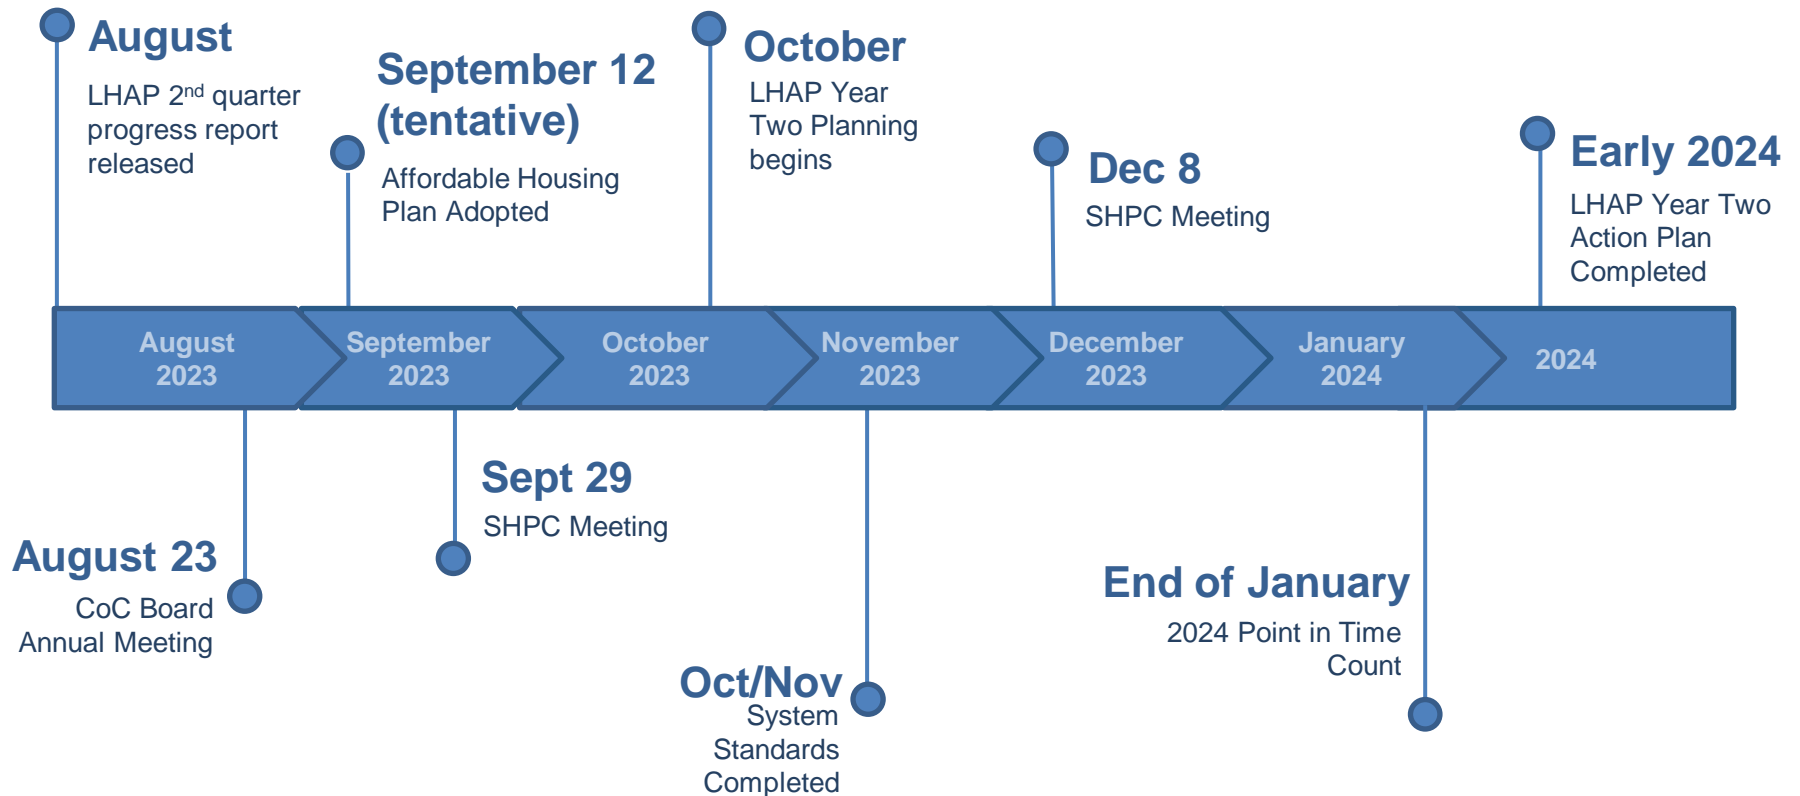 August
LHAP 2nd quarter
progress report
released
September 12
(tentative)
Affordable Housing
Plan Adopted
October
LHAP Year
Two Planning
begins
Dec 8
SHPC Meeting
Early 2024
LHAP Year Two
Action Plan
Completed
August
2023
September
2023
October
2023
November
2023
December
2023
January
2024
2024
August 23
CoC Board
Annual Meeting
Sept 29
SHPC Meeting
Oct/Nov
System
Standards
Completed
End of January
2024 Point in Time
Count